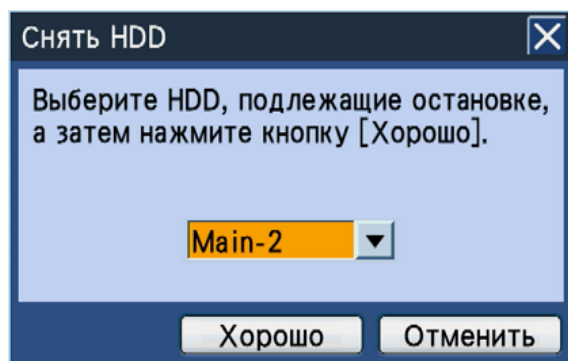 Снять HDD
Выберите HDD, подлежащие остановке,
а затем нажмите кнопку [Хорошо].
Main-2
Хорошо Отменить